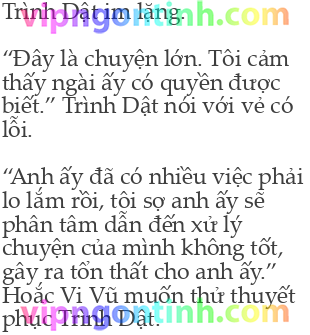 Trình Dật im lặng.
vipngontinh.com
“Đây là chuyện lớn. Tôi cảm
thấy ngài ấy có quyền được
biết.” Trình Dật nói với vẻ có
lỗi.
“Anh ấy đã có nhiều việc phải
lo lắm rồi, tôi sợ anh ấy sẽ
phân tâm dẫn đến xử lý
chuyện của mình không tốt,
gây ra tổn thất cho anh ấy.”
Hoắc Vi Vũ muốn thử thuyết
phục Trình Dật.
vipngontinh.com